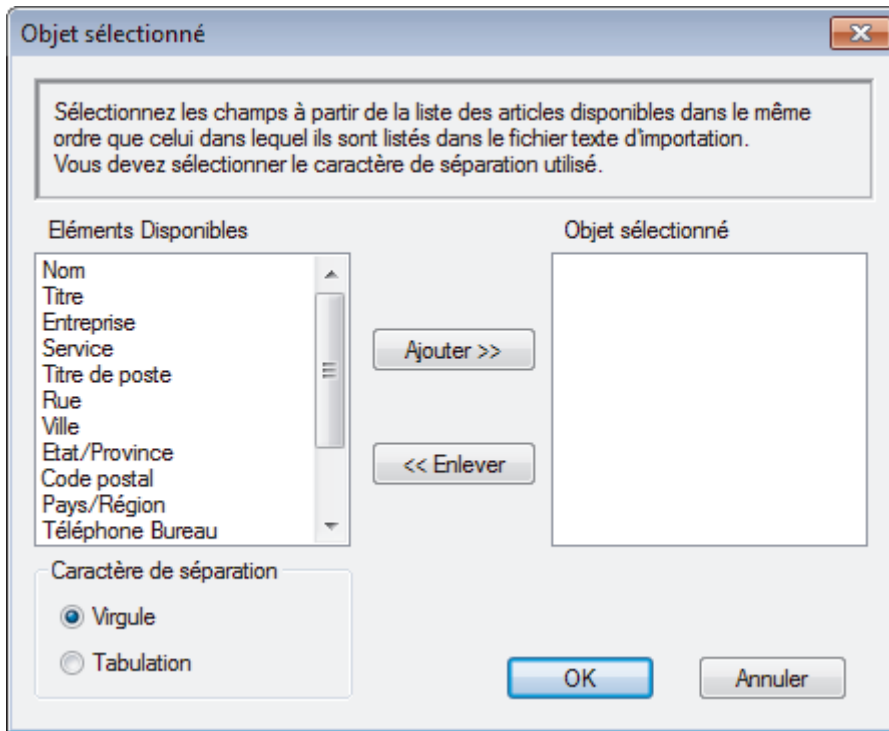 Objet sélectionné
Sélectionnez les champs à partir de la liste des articles disponibles dans le même
ordre que celui dans lequel ils sont listés dans le fichier texte d'importation.
Vous devez sélectionner le caractère de séparation utilisé.
Eléments Disponibles
Nom
Titre
Entreprise
Service
Titre de poste
Rue
Ville
Etat/Province
Code postal
Pays/Région
Téléphone Bureau
Ajouter >>
<< Enlever
Objet sélectionné
Caractère de séparation
Virgule
Tabulation
OK
Annuler